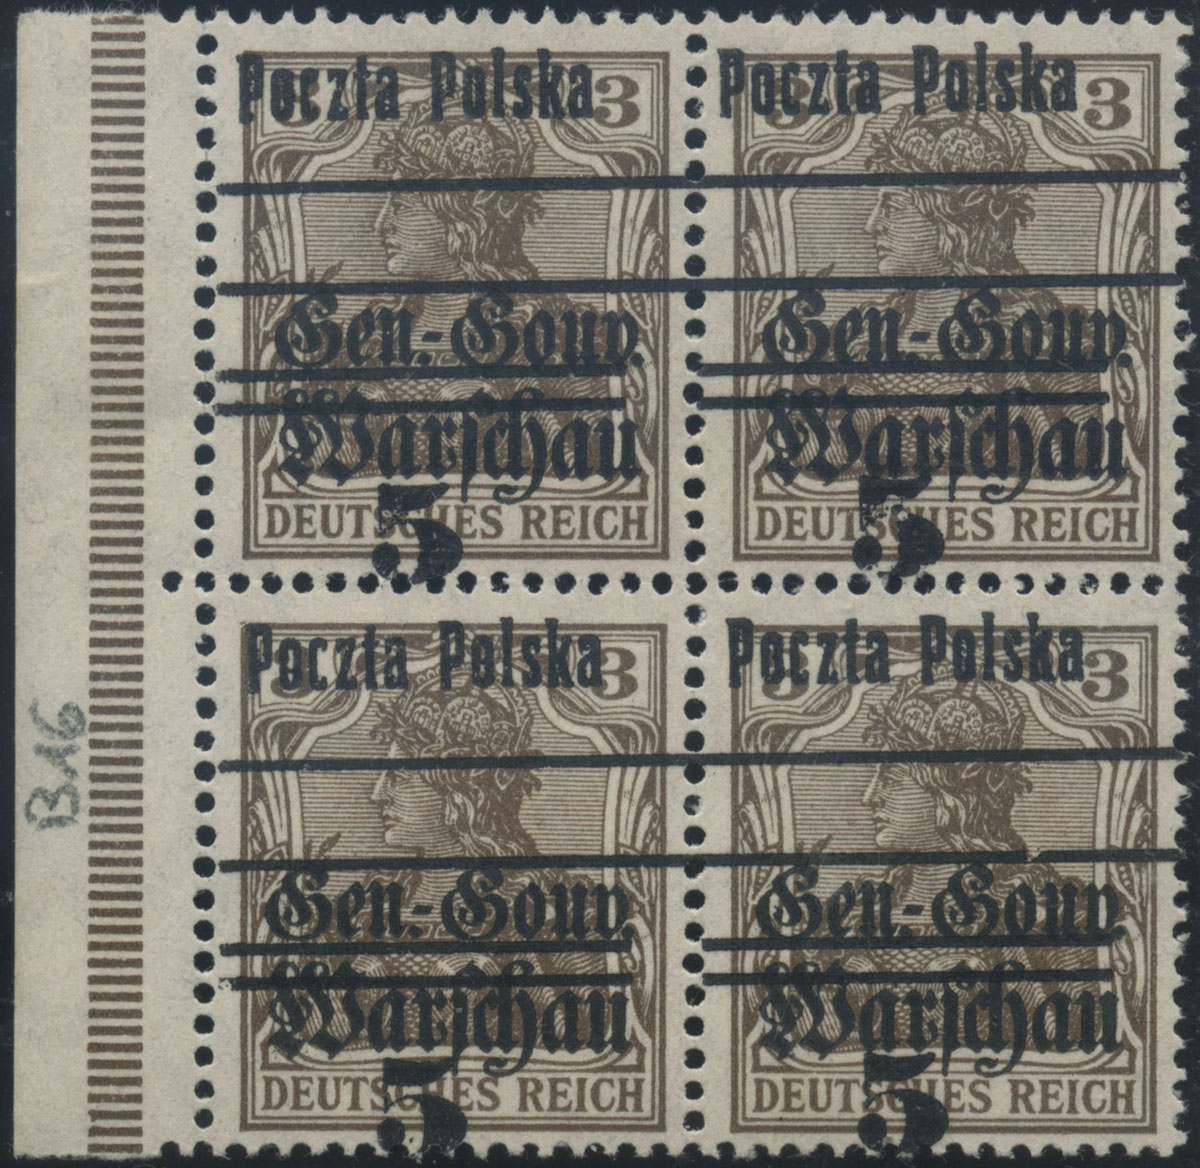 Poczta Polska 3 Poczta Polska 3
Gen.-Gouv. Gen.-Gouv.
Warschau Warschau
5 5
DEUTSCHES REICH DEUTSCHES REICH
Poczta Polska 3 Poczta Polska 3
Gen.-Gouv. Gen.-Gouv.
Warschau Warschau
5 5
DEUTSCHES REICH DEUTSCHES REICH